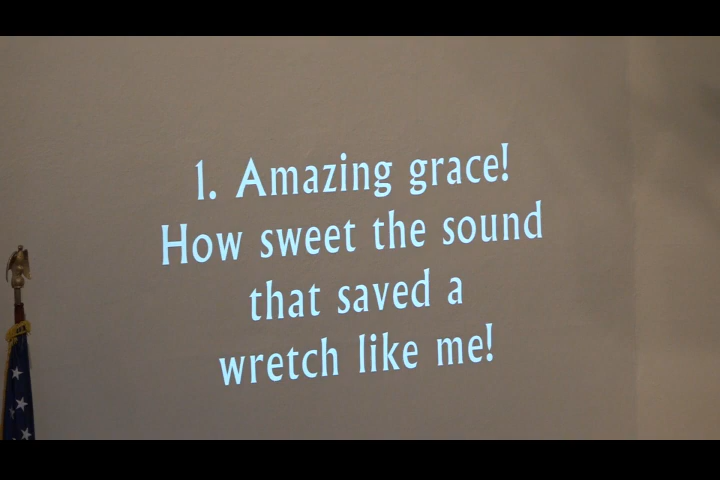 1. Amazing grace!
How sweet the sound
that saved a
wretch like me!